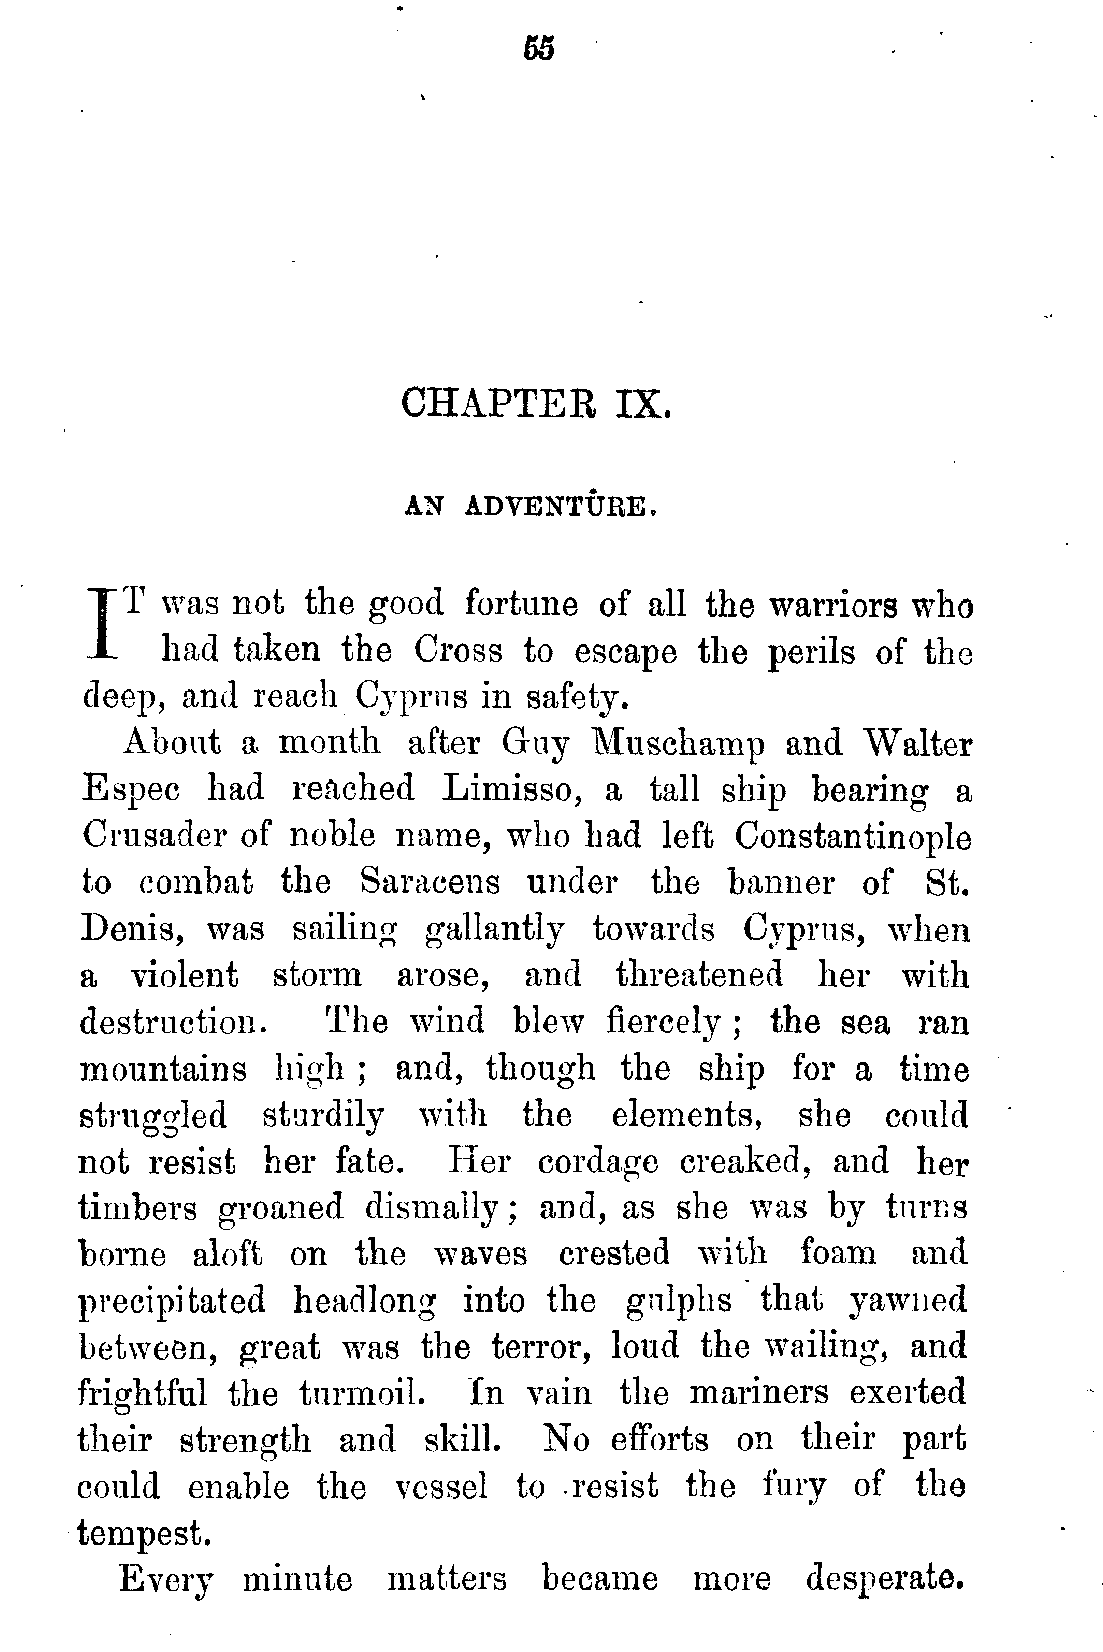 55
CHAPTER IX.
AN ADVENTURE.
IT was not the good fortune of all the warriors who
had taken the Cross to escape the perils of the
deep, and reach Cyprus in safety.
About a month after Guy Muschamp and Walter
Espec had reached Limisso, a tall ship bearing a
Crusader of noble name, who had left Constantinople
to combat the Saracens under the banner of St.
Denis, was sailing gallantly towards Cyprus, when
a violent storm arose, and threatened her with
destruction. The wind blew fiercely; the sea ran
mountains high; and, though the ship for a time
struggled sturdily with the elements, she could
not resist her fate. Her cordage creaked, and her
timbers groaned dismally; and, as she was by turns
borne aloft on the waves crested with foam and
precipitated headlong into the gulphs that yawned
between, great was the terror, loud the wailing, and
frightful the turmoil. In vain the mariners exerted
their strength and skill. No efforts on their part
could enable the vessel to resist the fury of the
tempest.
Every minute matters became more desperate.